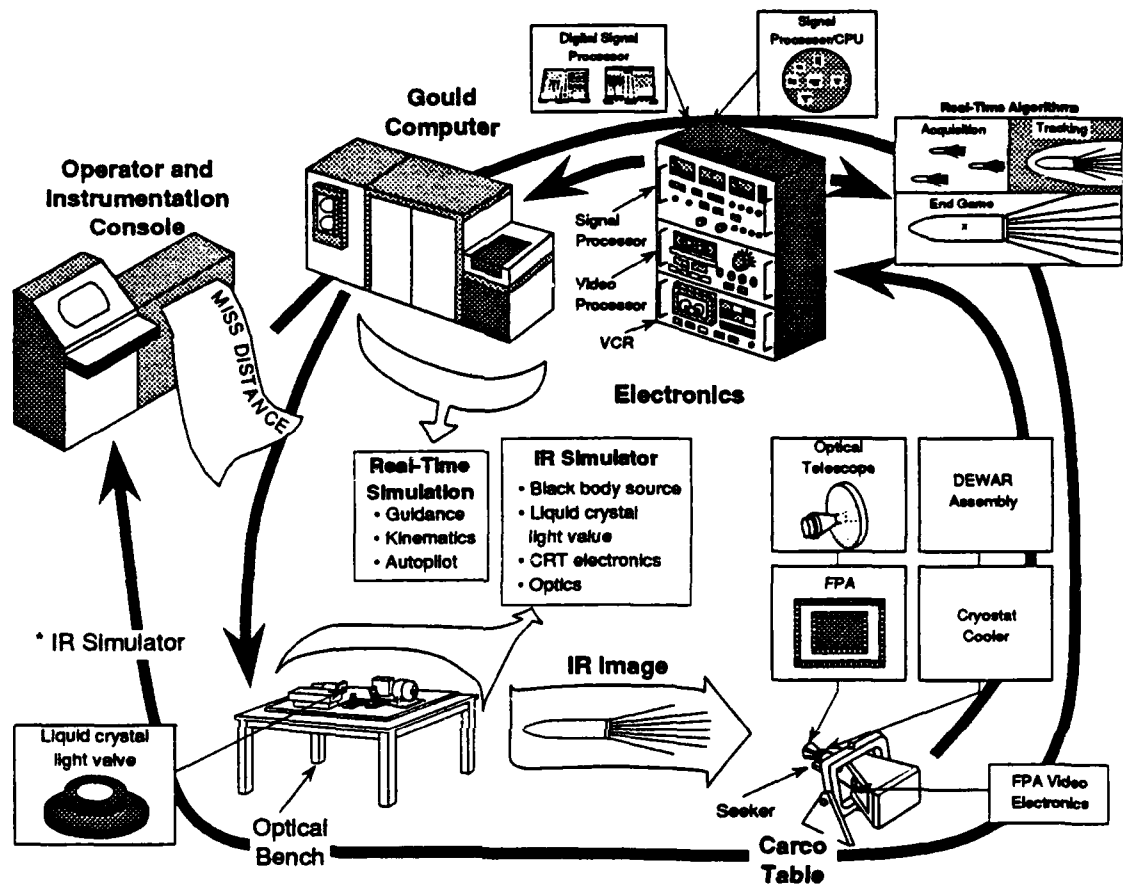 Digital Signal
Processor
Signal
Processor/CPU
Gould
Computer
Real-Time Algorithms
Acquisition
Tracking
End Game
Operator and
Instrumentation
Console
MISS DISTANCE
Signal
Processor
Video
Processor
VCR
Electronics
Real-Time
Simulation
• Guidance
• Kinematics
• Autopilot
IR Simulator
• Black body source
• Liquid crystal
light value
• CRT electronics
• Optics
Optical
Telescope
DEWAR
Assembly
FPA
Cryostat
Cooler
* IR Simulator
IR Image
Liquid crystal
light valve
Optical
Bench
Seeker
Carco
Table
FPA Video
Electronics